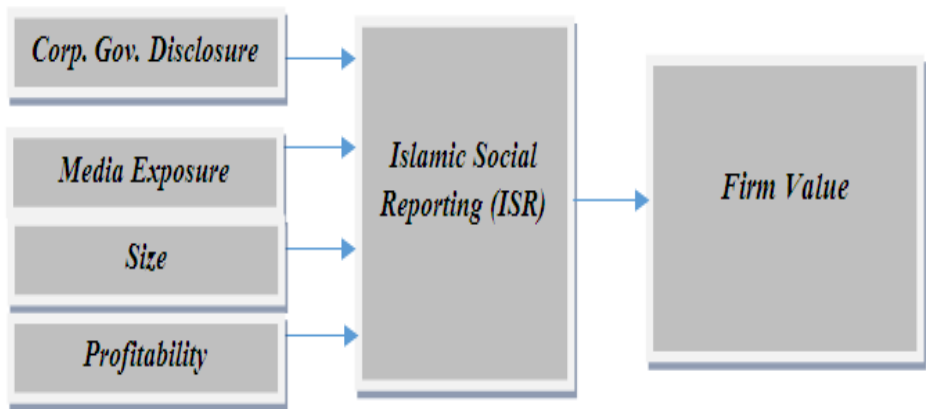 Corp. Gov. Disclosure
Media Exposure
Size
Profitability
Islamic Social
Reporting (ISR)
Firm Value